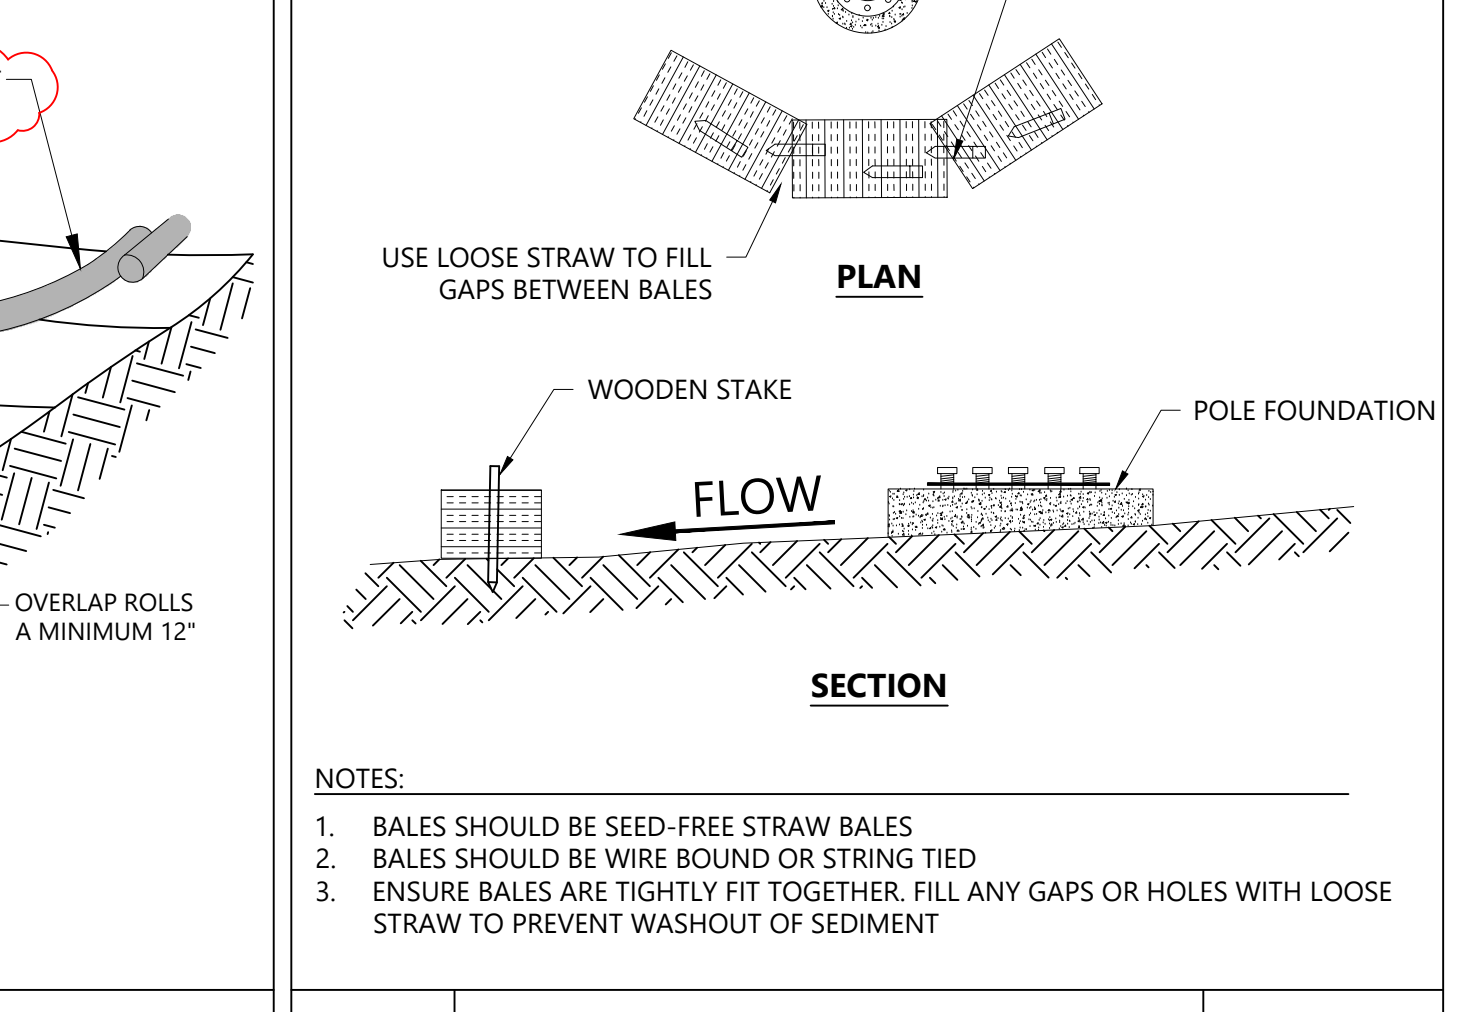 USE LOOSE STRAW TO FILL
GAPS BETWEEN BALES
PLAN
WOODEN STAKE
POLE FOUNDATION
FLOW
OVERLAP ROLLS
A MINIMUM 12"
SECTION
NOTES:
1. BALES SHOULD BE SEED-FREE STRAW BALES
2. BALES SHOULD BE WIRE BOUND OR STRING TIED
3. ENSURE BALES ARE TIGHTLY FIT TOGETHER. FILL ANY GAPS OR HOLES WITH LOOSE
STRAW TO PREVENT WASHOUT OF SEDIMENT